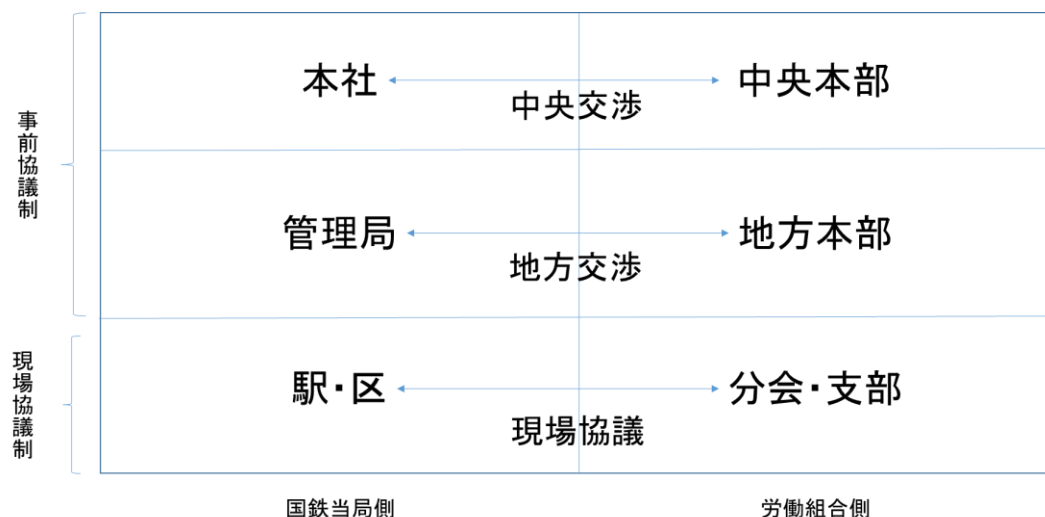 事前協議制
本社
中央本部
中央交渉
管理局
地方本部
地方交渉
現場協議制
駅・区
分会・支部
現場協議
国鉄当局側
労働組合側